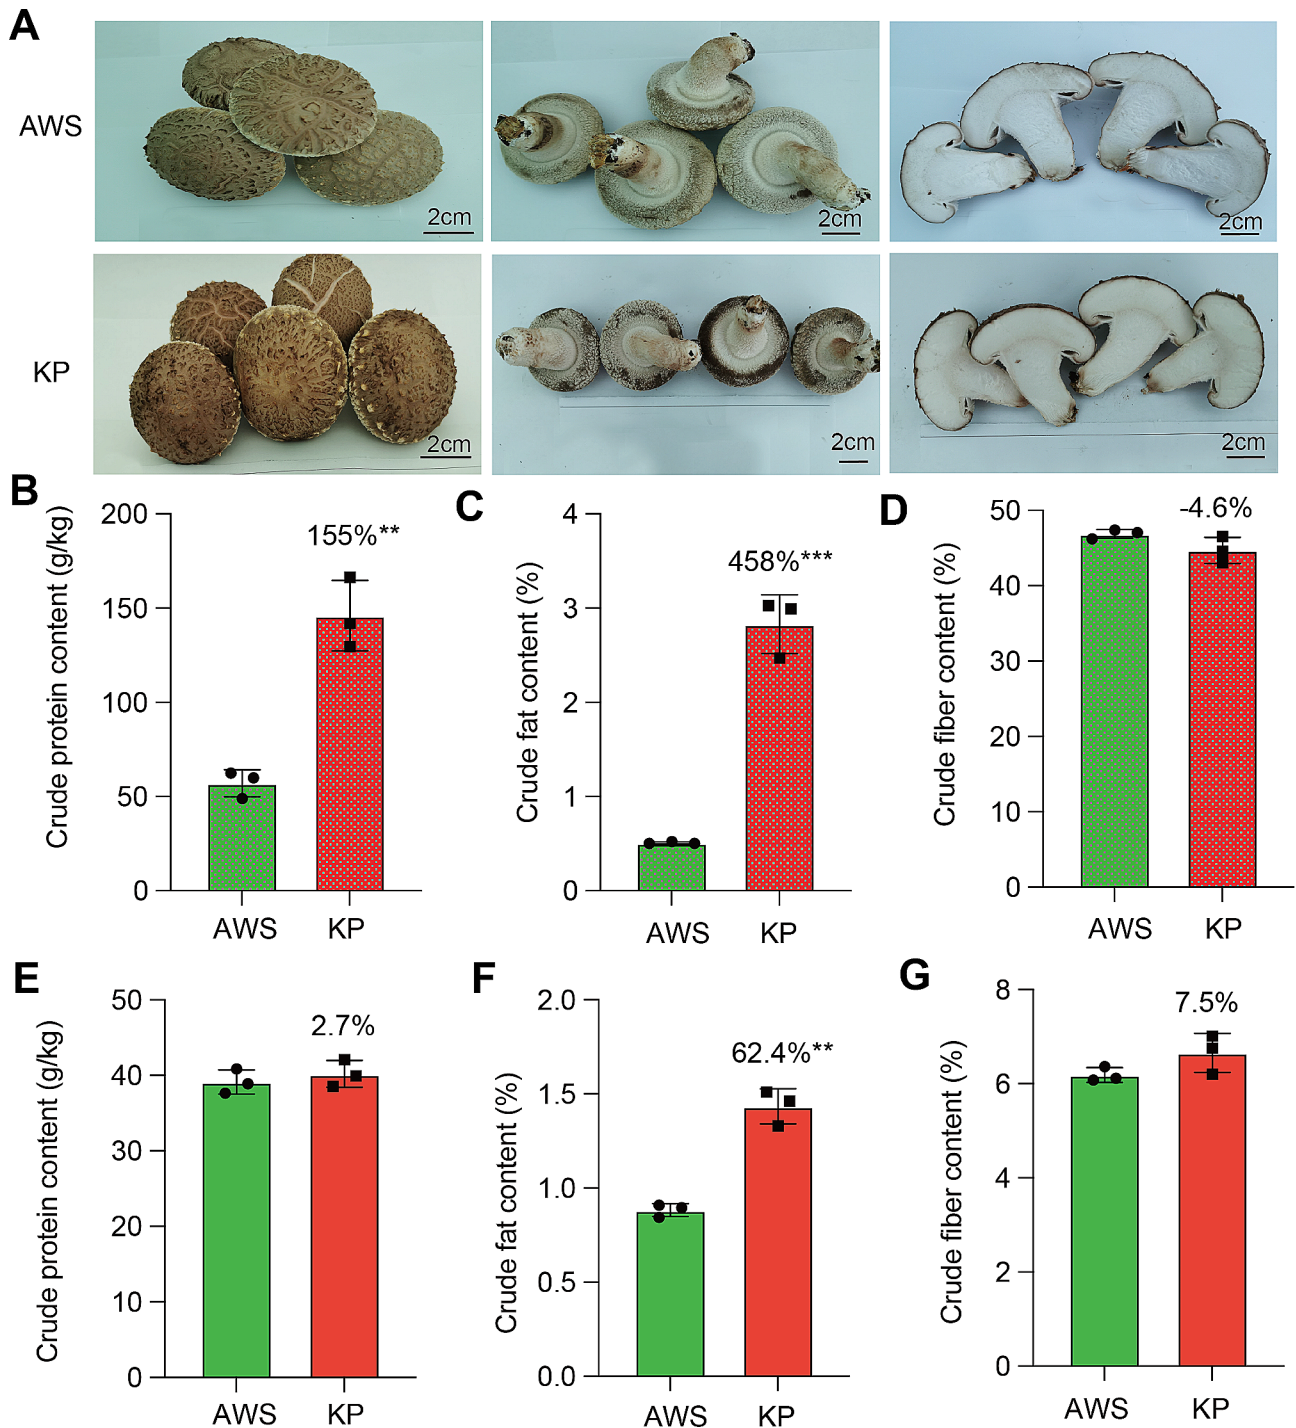 A
AWS
2cm
2cm
2cm
KP
2cm
2cm
2cm
B
Crude protein content (g/kg)
200
150
100
50
0
155%**
AWS
KP
C
Crude fat content (%)
4
3
2
1
0
458%***
AWS
KP
D
Crude fiber content (%)
50
40
30
20
10
0
-4.6%
AWS
KP
E
Crude protein content (g/kg)
50
40
30
20
10
0
2.7%
AWS
KP
F
Crude fat content (%)
2.0
1.5
1.0
0.5
0.0
62.4%**
AWS
KP
G
Crude fiber content (%)
8
6
4
2
0
7.5%
AWS
KP